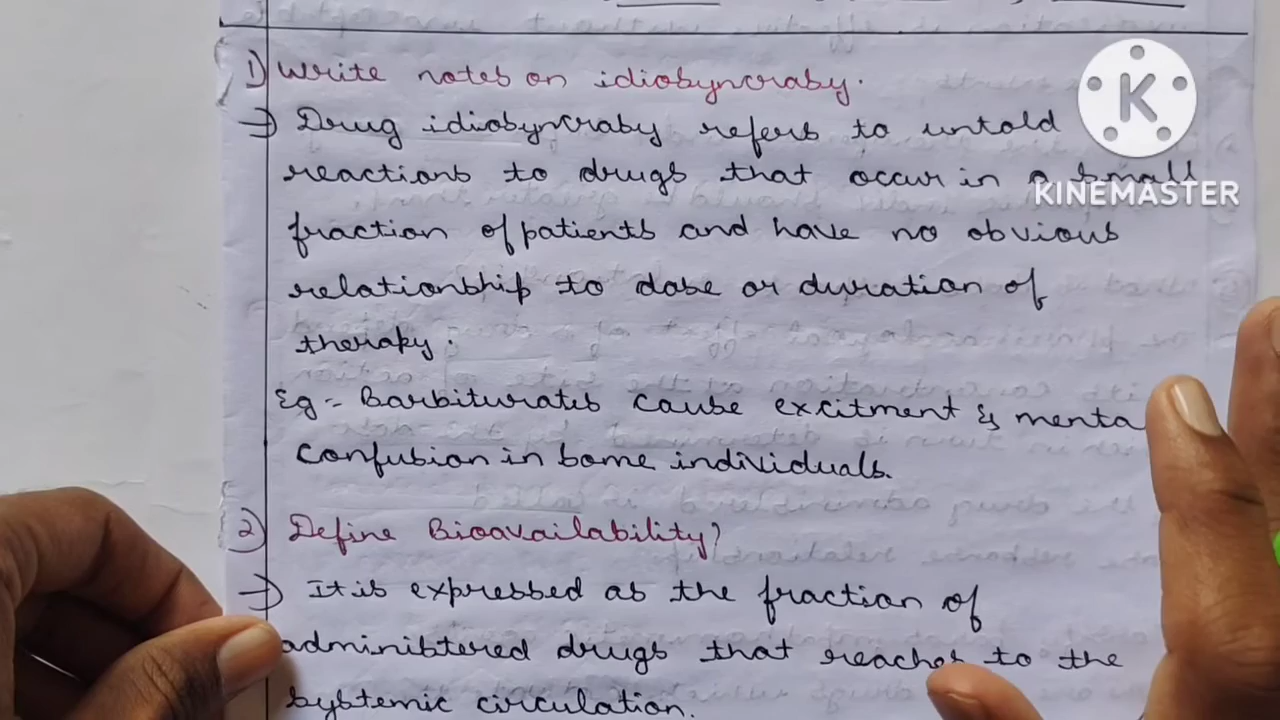 1) Write notes on idiosyncrasy.
→ Drug idiosyncrasy refers to untold
reactions to drugs that occur in a small
fraction of patients and have no obvious
relationship to dose or duration of
therapy.
Eg:- Barbiturates cause excitment & menta
confusion in some individuals.
2) Define Bioavailability?
→ It is expressed as the fraction of
administered drugs that reaches to the
systemic circulation.
K
KINEMASTER